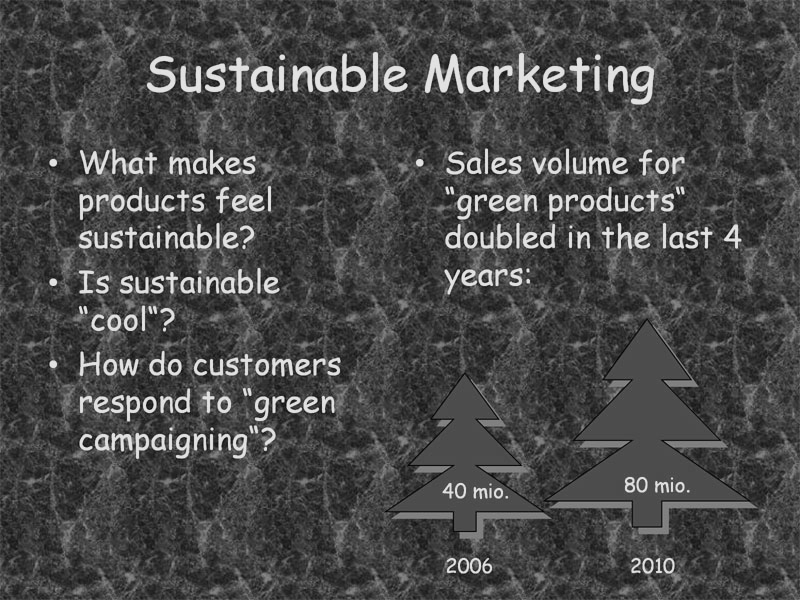 Sustainable Marketing
• What makes
products feel
sustainable?
• Is sustainable
“cool“?
• How do customers
respond to “green
campaigning“?
• Sales volume for
“green products“
doubled in the last 4
years:
40 mio.
80 mio.
2006
2010